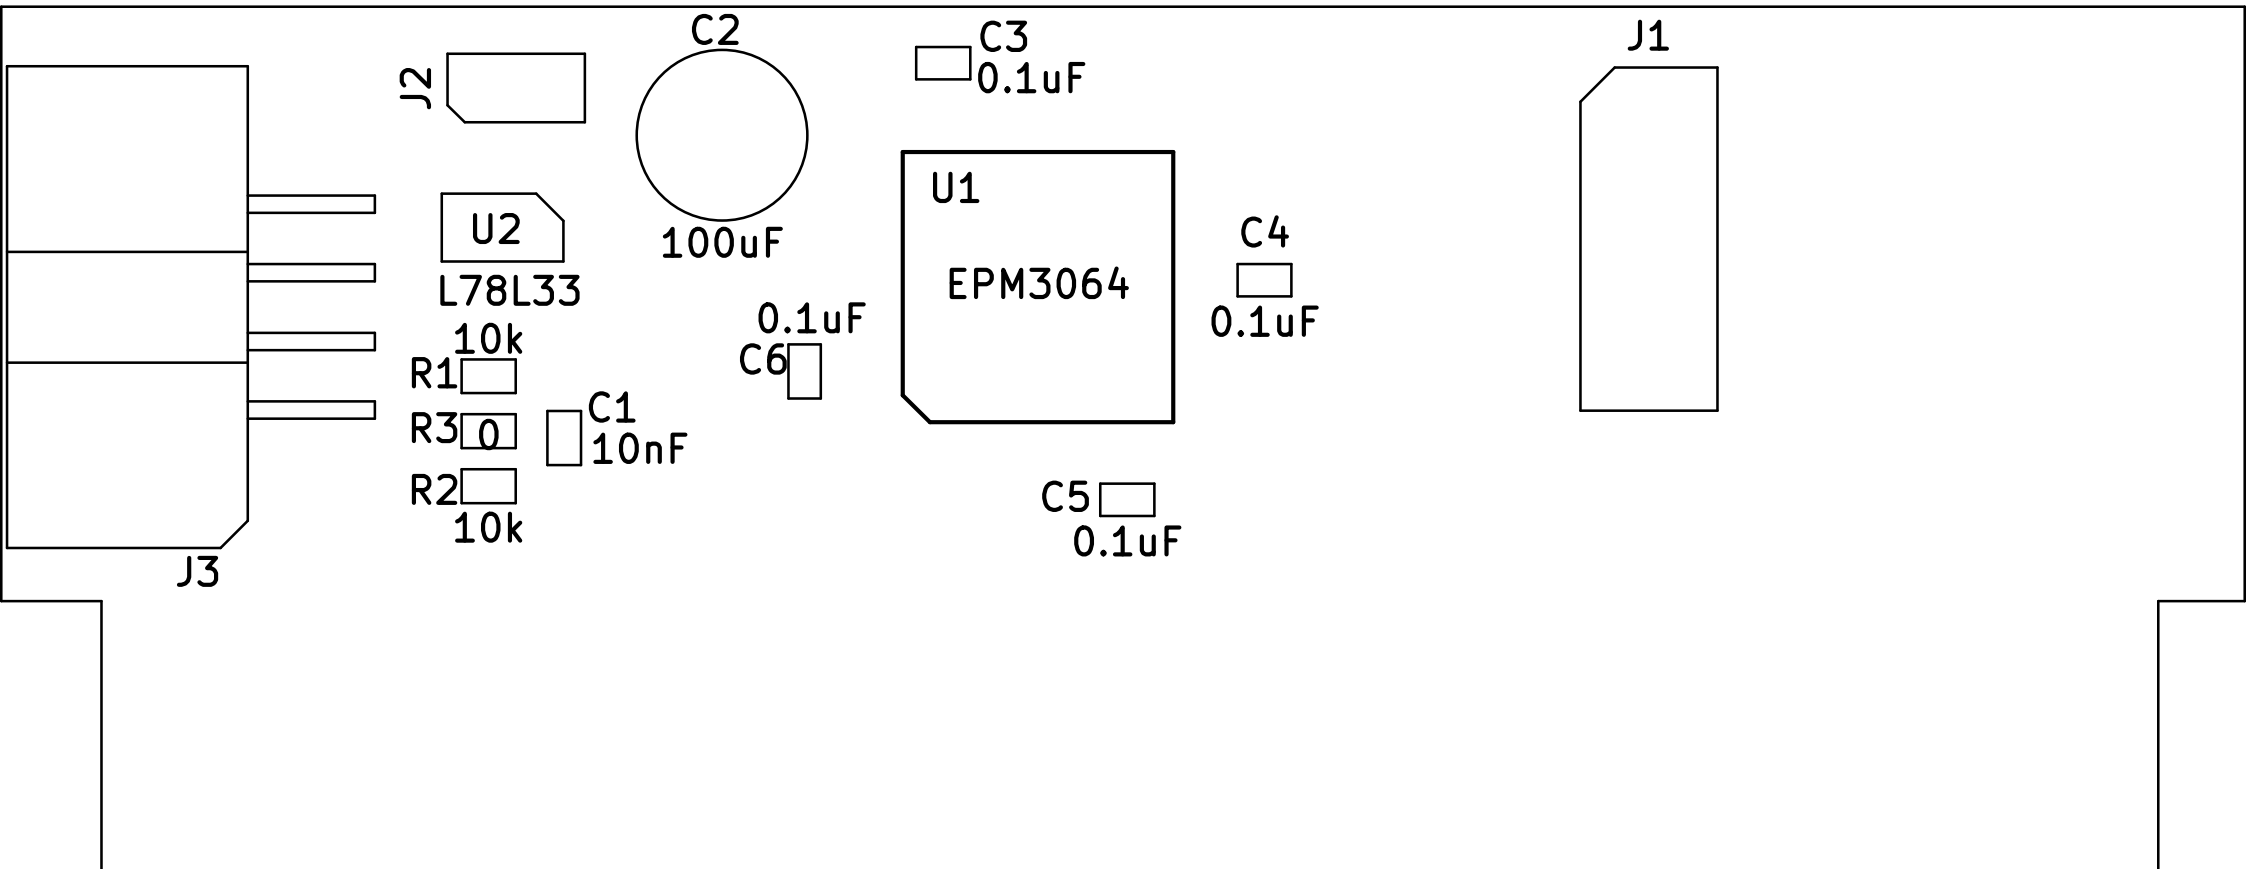 C2
C3
J1
0.1uF
J2
U1
U2
C4
100uF
EPM3064
L78L33
0.1uF
0.1uF
10k
C6
R1
C1
R3
0
10nF
R2
C5
10k
0.1uF
J3